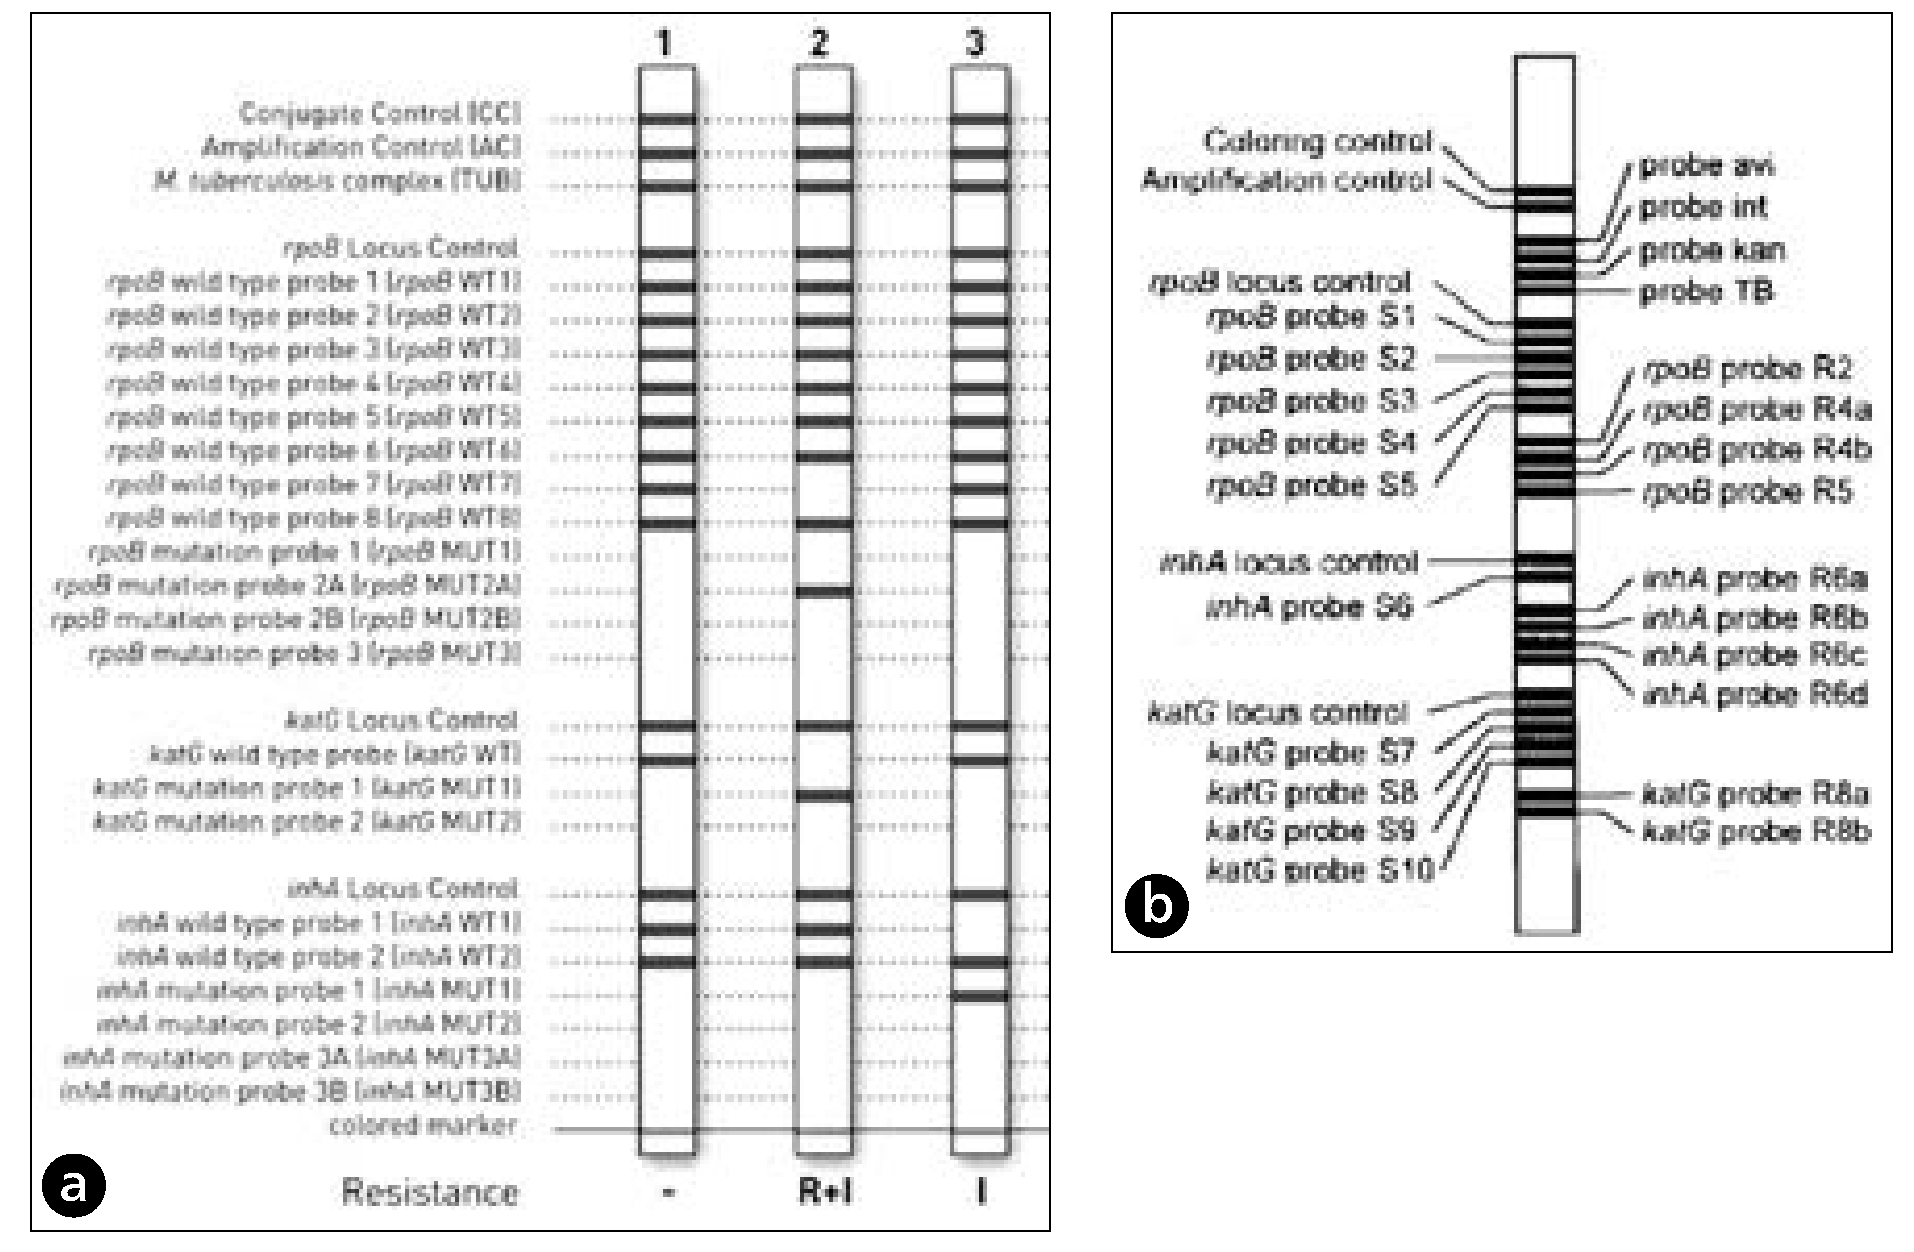 1 2 3
Conjugate Control (CC)
Amplification Control (AC)
M. tuberculosis complex (TUB)
rpoB Locus Control
rpoB wild type probe 1 (rpoB WT1)
rpoB wild type probe 2 (rpoB WT2)
rpoB wild type probe 3 (rpoB WT3)
rpoB wild type probe 4 (rpoB WT4)
rpoB wild type probe 5 (rpoB WT5)
rpoB wild type probe 6 (rpoB WT6)
rpoB wild type probe 7 (rpoB WT7)
rpoB wild type probe 8 (rpoB WT8)
rpoB mutation probe 1 (rpoB MUT1)
rpoB mutation probe 2A (rpoB MUT2A)
rpoB mutation probe 2B (rpoB MUT2B)
rpoB mutation probe 3 (rpoB MUT3)
katG Locus Control
katG wild type probe (katG WT)
katG mutation probe 1 (katG MUT1)
katG mutation probe 2 (katG MUT2)
inhA Locus Control
inhA wild type probe 1 (inhA WT1)
inhA wild type probe 2 (inhA WT2)
inhA mutation probe 1 (inhA MUT1)
inhA mutation probe 2 (inhA MUT2)
inhA mutation probe 3A (inhA MUT3A)
inhA mutation probe 3B (inhA MUT3B)
colored marker
Resistance - R+I I
a
Coloring control
Amplification control
rpoB locus control
rpoB probe S1
rpoB probe S2
rpoB probe S3
rpoB probe S4
rpoB probe S5
inhA locus control
inhA probe S6
katG locus control
katG probe S7
katG probe S8
katG probe S9
katG probe S10
probe avi
probe int
probe kan
probe TB
rpoB probe R2
rpoB probe R4a
rpoB probe R4b
rpoB probe R5
inhA probe R6a
inhA probe R6b
inhA probe R6c
inhA probe R6d
katG probe R8a
katG probe R8b
b